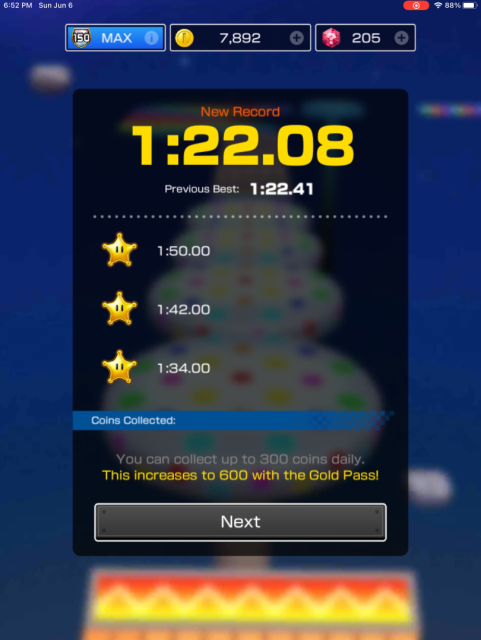 6:52 PM Sun Jun 6
88%
150 MAX i 7,892 + 205 +
New Record
1:22.08
Previous Best: 1:22.41
1:50.00
1:42.00
1:34.00
Coins Collected:
You can collect up to 300 coins daily.
This increases to 600 with the Gold Pass!
Next